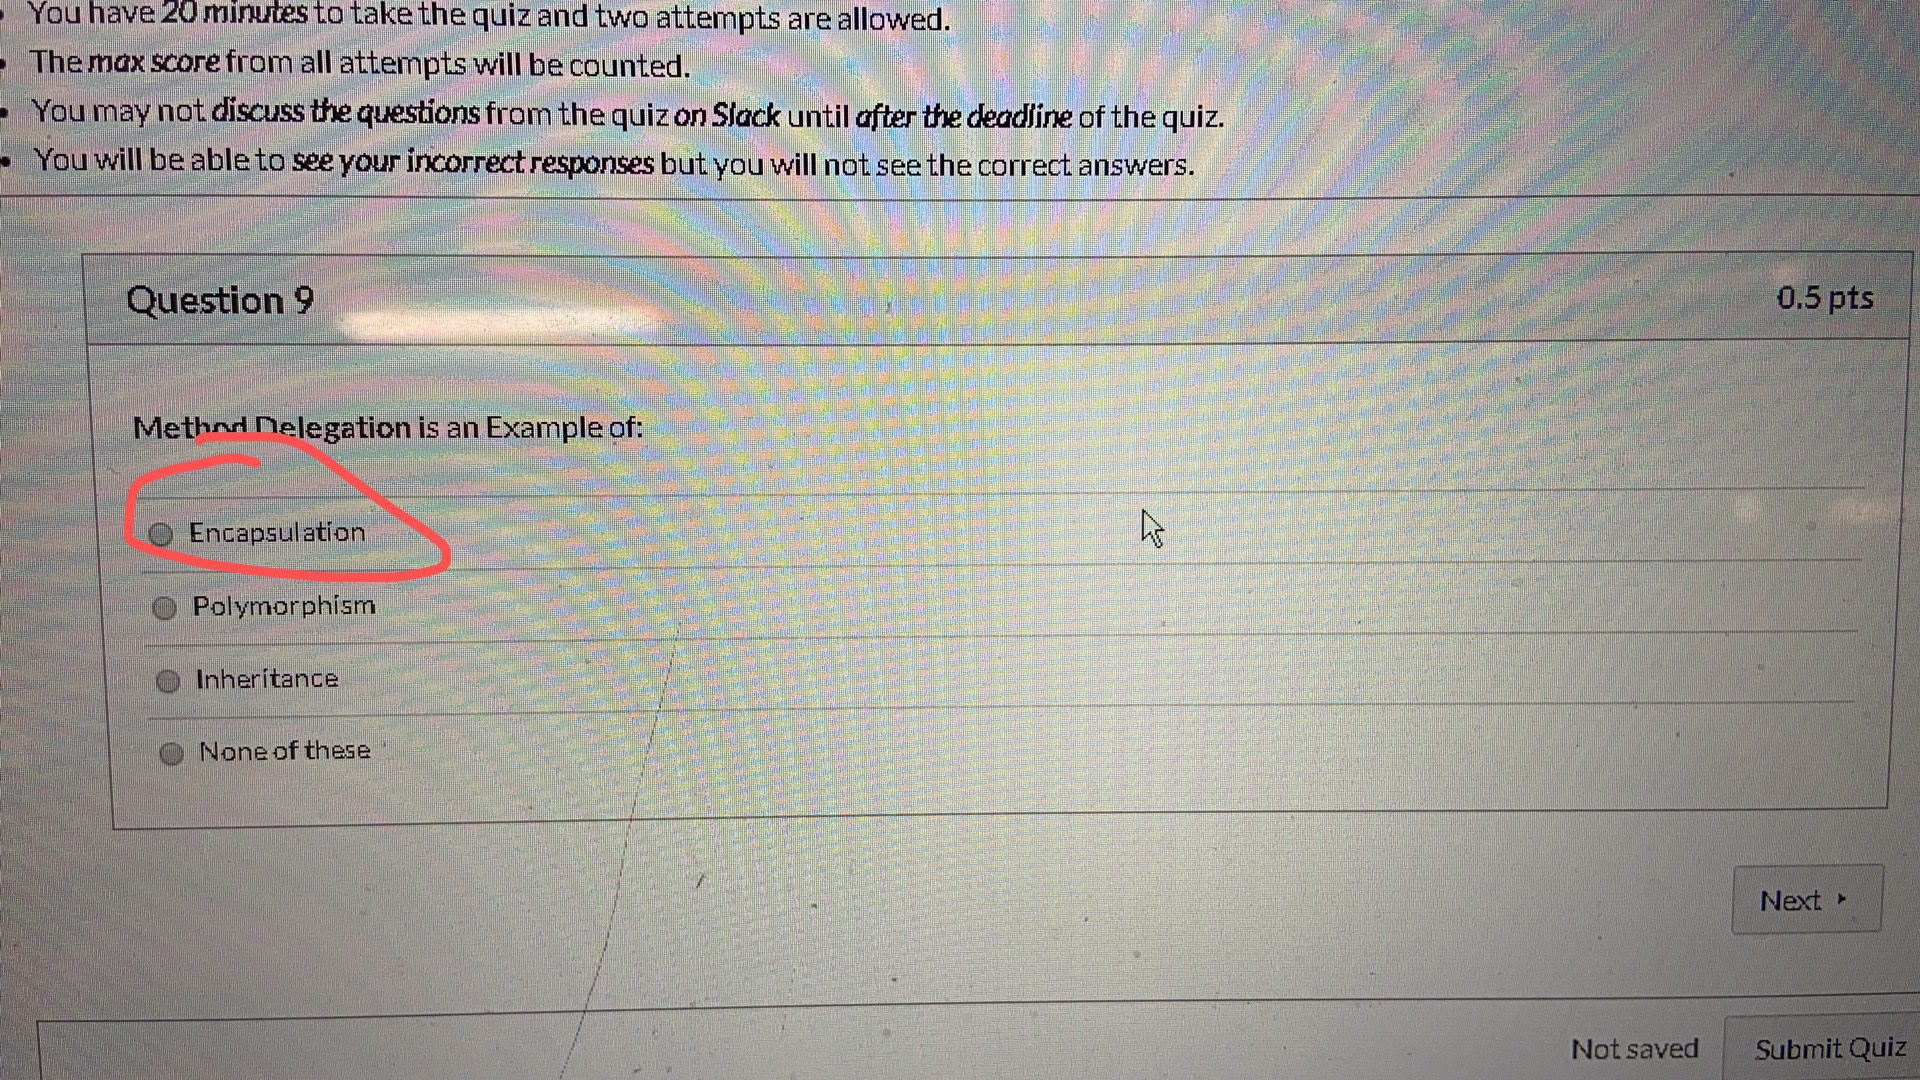 You have 20 minutes to take the quiz and two attempts are allowed.
The max score from all attempts will be counted.
You may not discuss the questions from the quiz on Slack until after the deadline of the quiz.
You will be able to see your incorrect responses but you will not see the correct answers.
Question 9
0.5 pts
Method Delegation is an Example of:
Encapsulation
Polymorphism
Inheritance
None of these
Next
Not saved
Submit Quiz